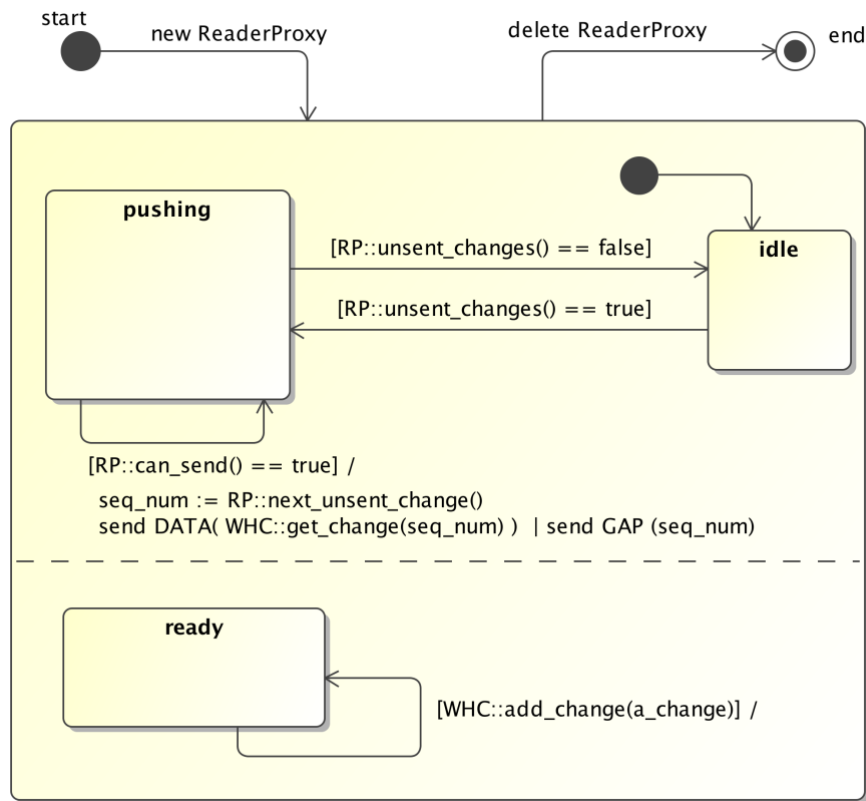 start
new ReaderProxy
delete ReaderProxy
end
pushing
[RP::unsent_changes() == false]
idle
[RP::unsent_changes() == true]
[RP::can_send() == true] /
seq_num := RP::next_unsent_change()
send DATA( WHC::get_change(seq_num) ) | send GAP (seq_num)
ready
[WHC::add_change(a_change)] /